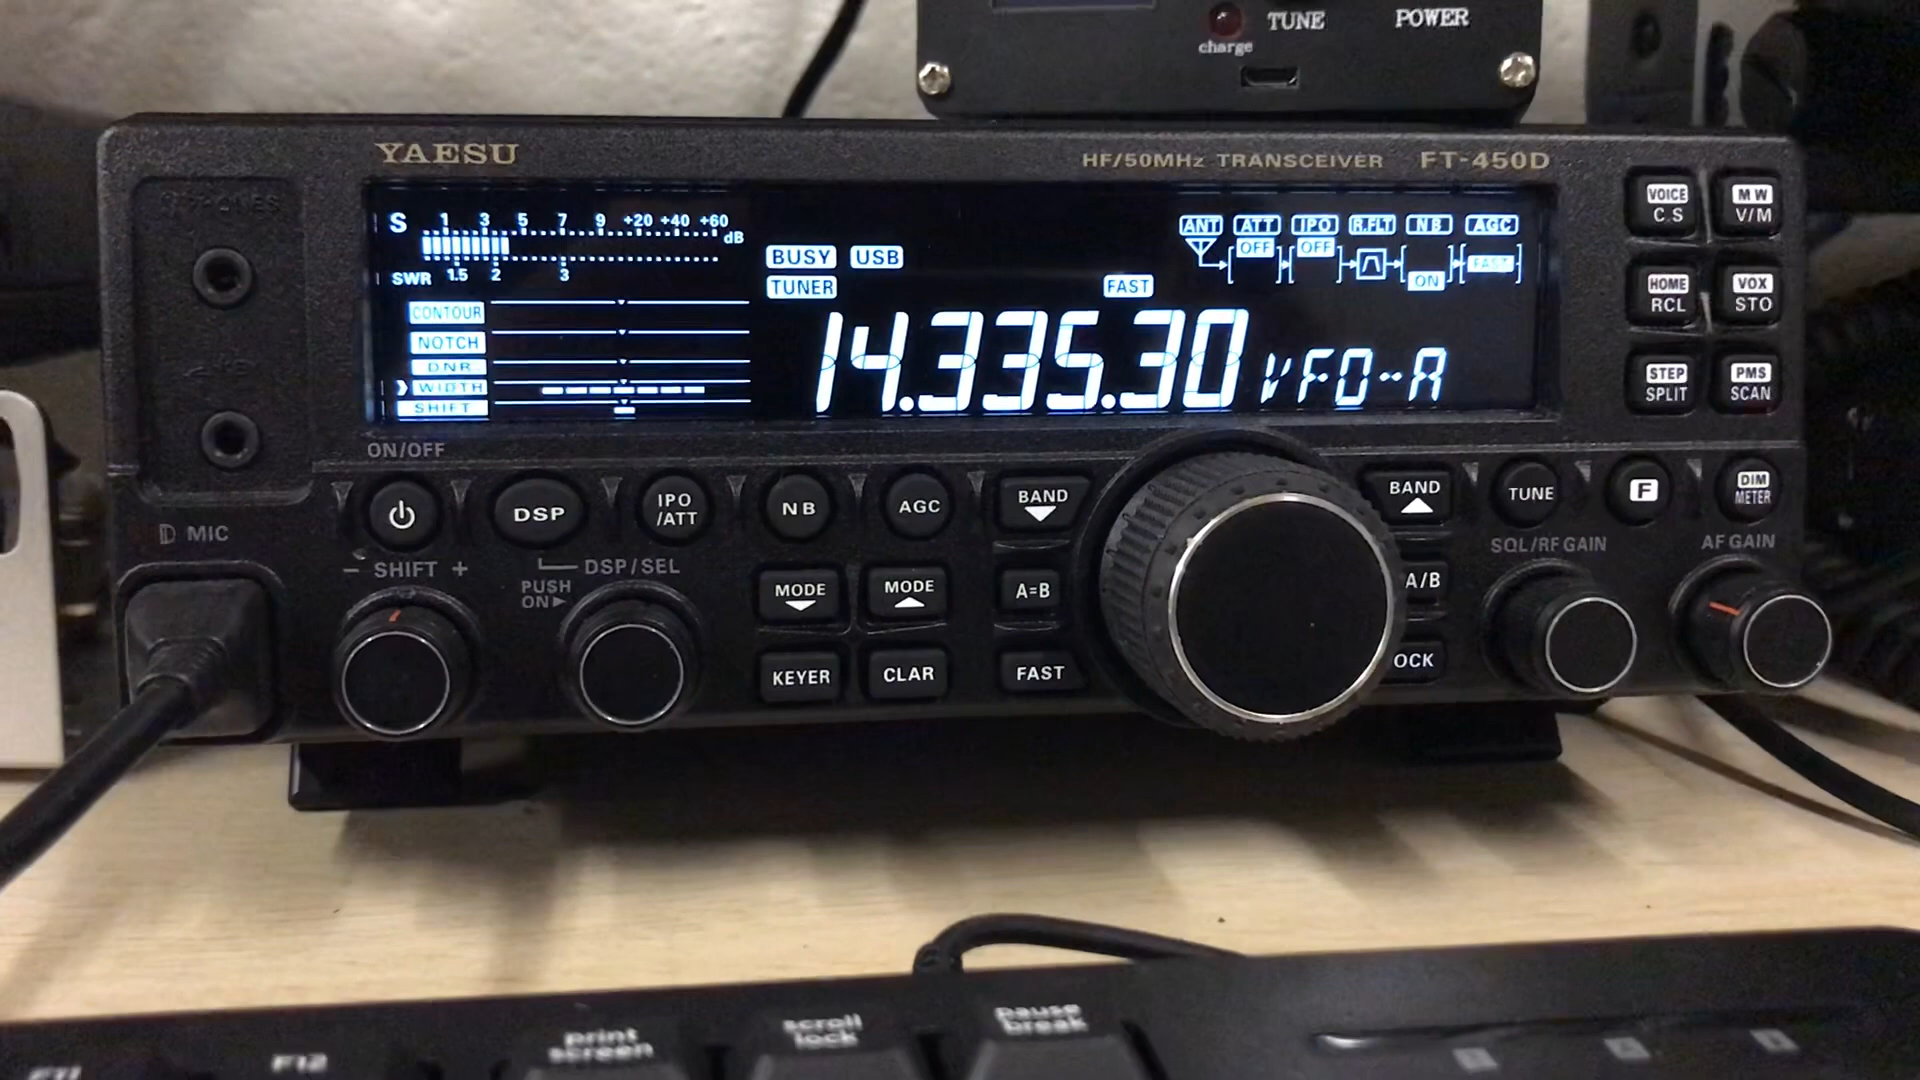 TUNE POWER
charge
YAESU
HF/50MHz TRANSCEIVER FT-450D
PHONES
S 1 3 5 7 9 +20 +40 +60 dB
SWR 1.5 2 3
BUSY USB
TUNER FAST
ANT ATT IPO R.FLT NB AGC
OFF OFF ON FAST
CONTOUR
NOTCH
DNR
WIDTH
SHIFT
14.335.30 VFO-A
VOICE C.S
MW V/M
HOME RCL
VOX STO
STEP SPLIT
PMS SCAN
ON/OFF
DSP
IPO /ATT
NB
AGC
BAND
BAND
TUNE
F
DIM METER
MIC
- SHIFT +
DSP/SEL
PUSH
ON
MODE
MODE
A=B
A/B
SQL/RF GAIN
AF GAIN
KEYER
CLAR
FAST
OCK
F11
F12
print screen
scroll lock
pause break